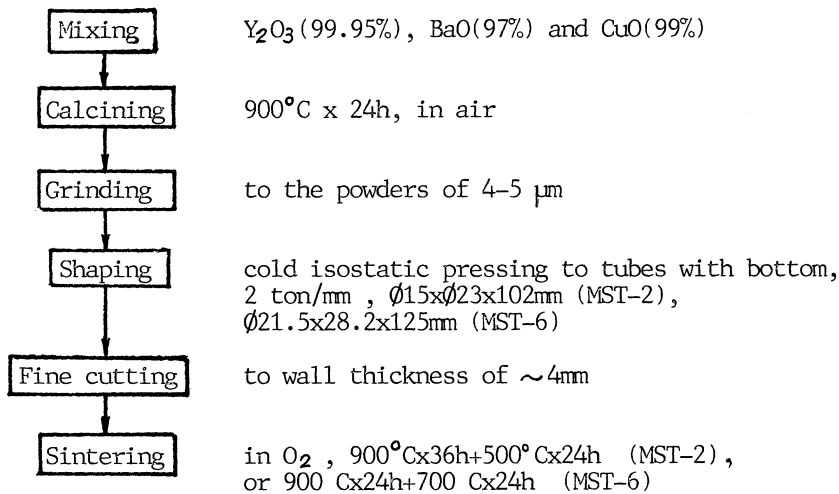 Mixing Y₂O₃(99.95%), BaO(97%) and CuO(99%)
Calcining 900°C x 24h, in air
Grinding to the powders of 4-5 µm
Shaping cold isostatic pressing to tubes with bottom,
2 ton/mm , Ø15xØ23x102mm (MST-2),
Ø21.5x28.2x125mm (MST-6)
Fine cutting to wall thickness of ~4mm
Sintering in O₂ , 900°Cx36h+500°Cx24h (MST-2),
or 900 Cx24h+700 Cx24h (MST-6)